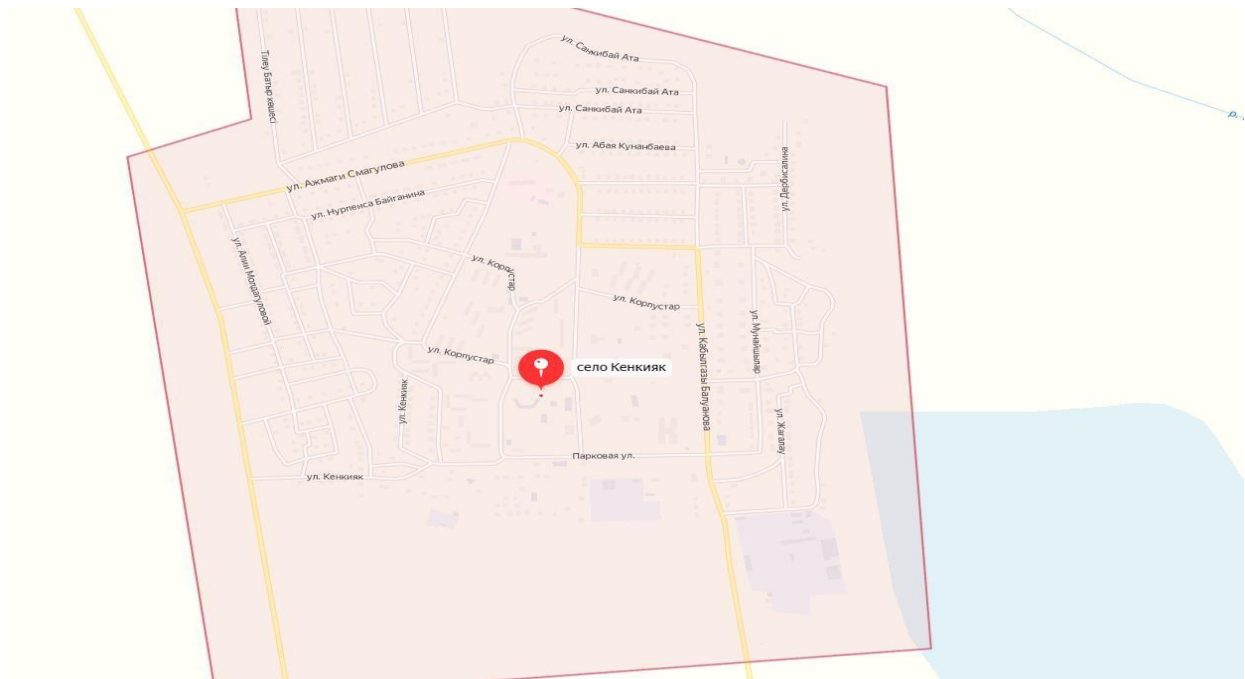 ул. Санкибай Ата
Тілеу Батыр көшесі
ул. Санкибай Ата
ул. Санкибай Ата
р.
ул. Абая Кунанбаева
ул. Ажмаги Смагулова
ул. Дербисалина
ул. Нурпеиса Байганина
ул. Алии Молдагуловой
ул. Корпустар
ул. Корпустар
ул. Мунайшылар
ул. Кабылгазы Балуанова
ул. Корпустар
село Кенкияк
ул. Кенкияк
ул. Жагалау
Парковая ул.
ул. Кенкияк